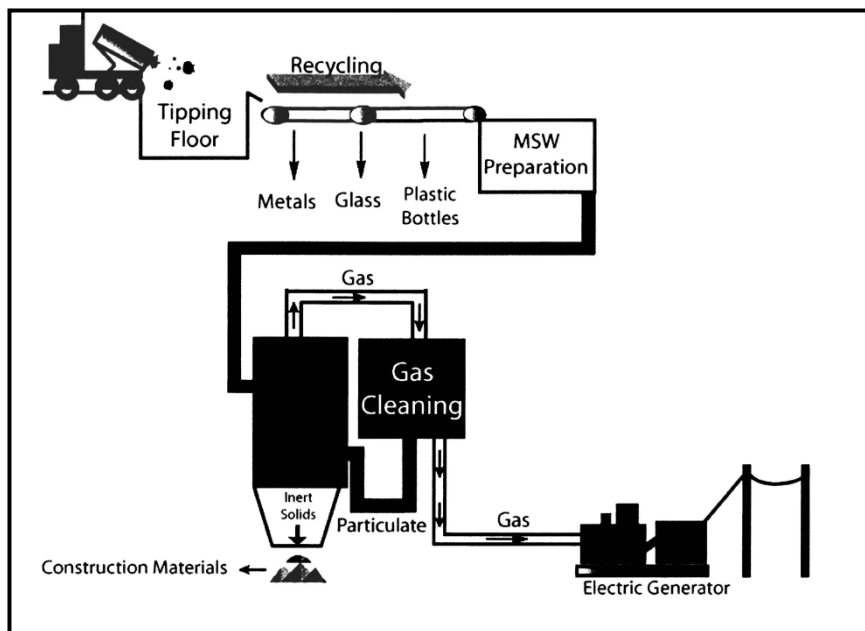 Recycling
Tipping
Floor
MSW
Preparation
Metals
Glass
Plastic
Bottles
Gas
Gas
Cleaning
Inert
Solids
Particulate
Gas
Construction Materials
Electric Generator